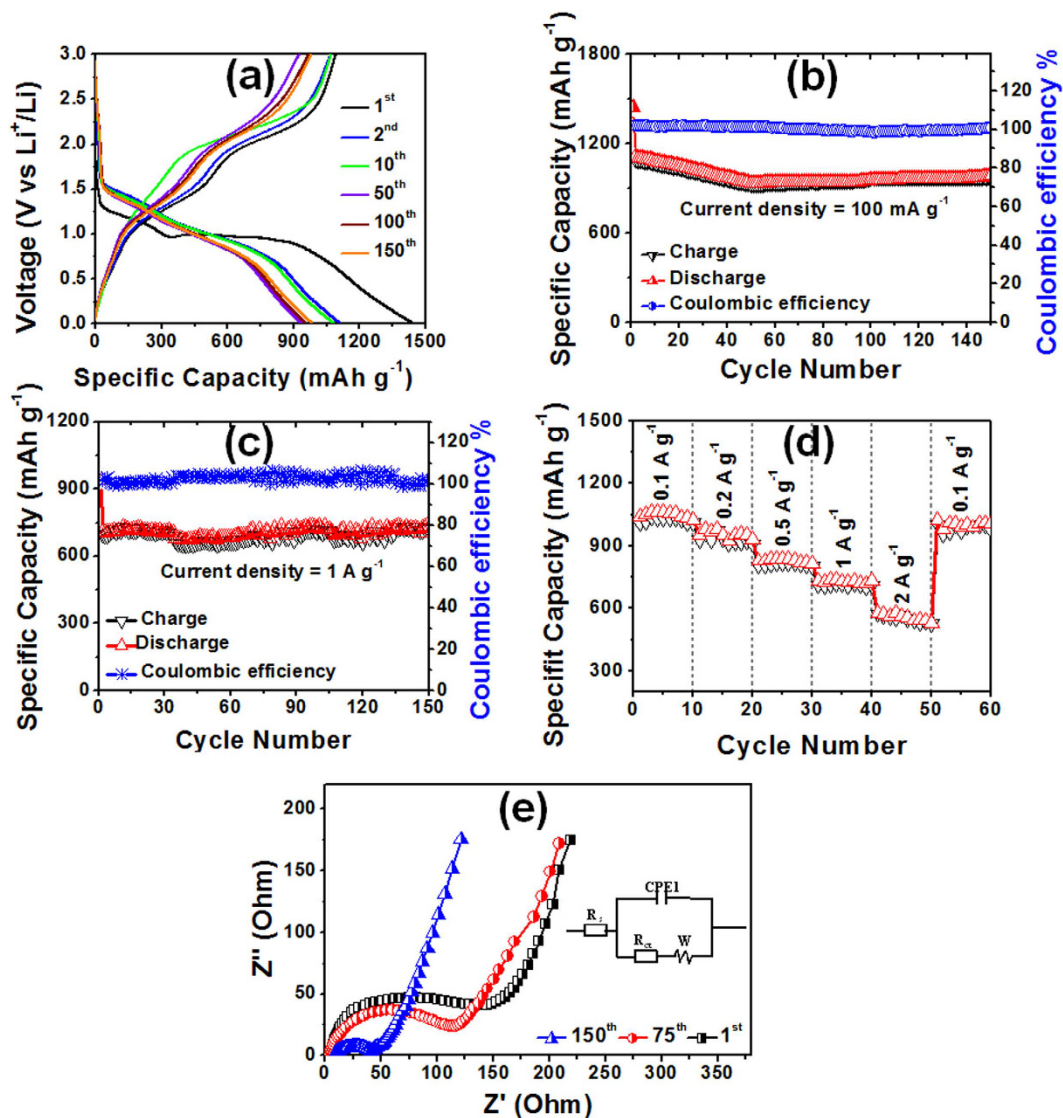 (a)
3.0
2.5
2.0
1.5
1.0
0.5
0.0
Voltage (V vs Li⁺/Li)
1ˢᵗ
2ⁿᵈ
10ᵗʰ
50ᵗʰ
100ᵗʰ
150ᵗʰ
0 300 600 900 1200 1500
Specific Capacity (mAh g⁻¹)
(b)
1800
1500
1200
900
600
300
0
Specific Capacity (mAh g⁻¹)
Current density = 100 mA g⁻¹
Charge
Discharge
Coulombic efficiency
120
100
80
60
40
20
0
Coulombic efficiency %
0 20 40 60 80 100 120 140
Cycle Number
(c)
1200
900
600
300
0
Specific Capacity (mAh g⁻¹)
Current density = 1 A g⁻¹
Charge
Discharge
Coulombic efficiency
120
100
80
60
40
20
0
Coulombic efficiency %
0 30 60 90 120 150
Cycle Number
(d)
1500
1200
900
600
300
Specifit Capacity (mAh g⁻¹)
0.1 A g⁻¹
0.2 A g⁻¹
0.5 A g⁻¹
1 A g⁻¹
2 A g⁻¹
0.1 A g⁻¹
0 10 20 30 40 50 60
Cycle Number
(e)
200
150
100
50
0
Z'' (Ohm)
CPE1
Rₛ
R_ct W
150ᵗʰ 75ᵗʰ 1ˢᵗ
0 50 100 150 200 250 300 350
Z' (Ohm)